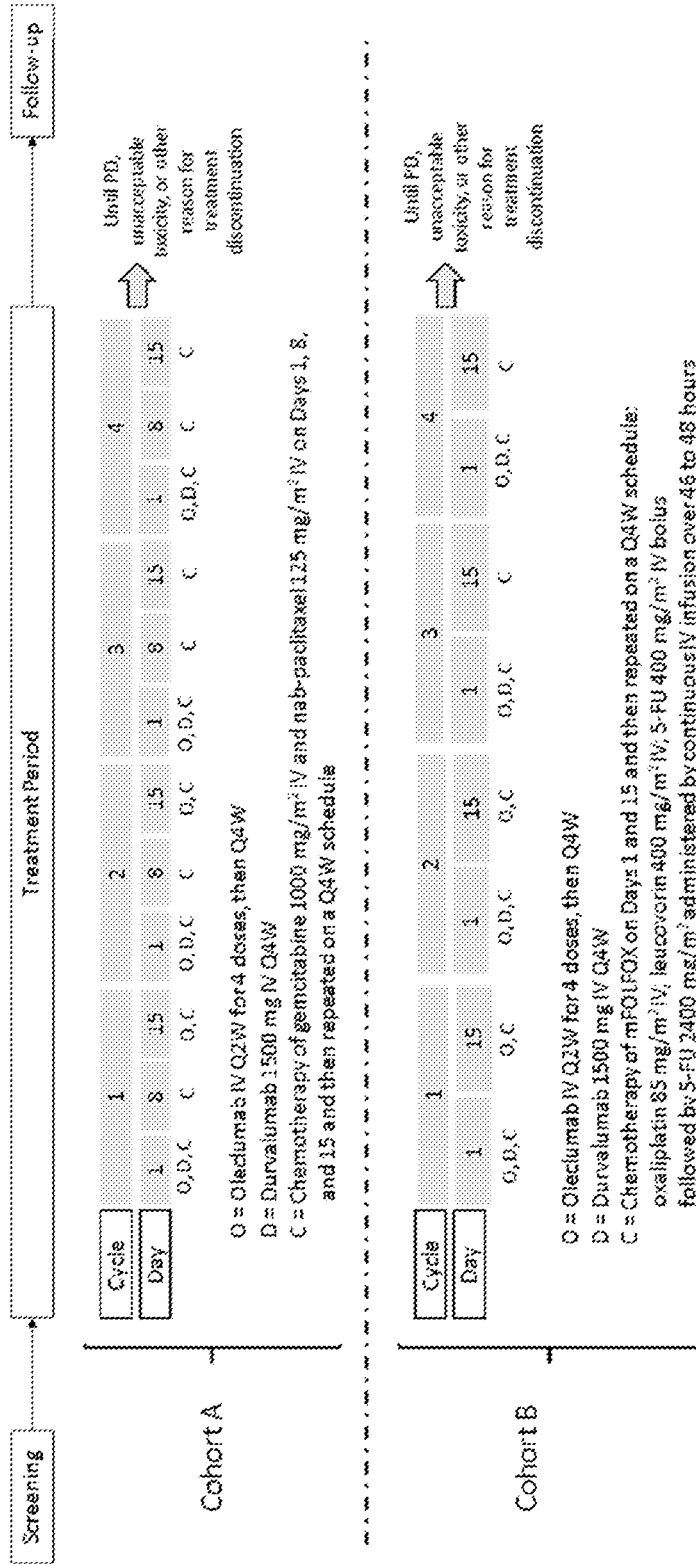 Screening
Treatment Period
Follow-up
Cohort A
Cycle 1 2 3 4
Day 1 8 15 1 8 15 1 8 15 1 8 15
O,D,C C O,C O,D,C C O,C O,D,C C C O,D,C C C
Until PD,
unacceptable
toxicity, or other
reason for
treatment
discontinuation
O = Oleclumab IV Q2W for 4 doses, then Q4W
D = Durvalumab 1500 mg IV Q4W
C = Chemotherapy of gemcitabine 1000 mg/m² IV and nab-paclitaxel 125 mg/m² IV on Days 1, 8,
and 15 and then repeated on a Q4W schedule
Cohort B
Cycle 1 2 3 4
Day 1 15 1 15 1 15 1 15
O,D,C O,C O,D,C O,C O,D,C C O,D,C C
Until PD,
unacceptable
toxicity, or other
reason for
treatment
discontinuation
O = Oleclumab IV Q2W for 4 doses, then Q4W
D = Durvalumab 1500 mg IV Q4W
C = Chemotherapy of mFOLFOX on Days 1 and 15 and then repeated on a Q4W schedule:
oxaliplatin 85 mg/m² IV, leucovorin 400 mg/m² IV, 5-FU 400 mg/m² IV bolus
followed by 5-FU 2400 mg/m² administered by continuous IV infusion over 46 to 48 hours